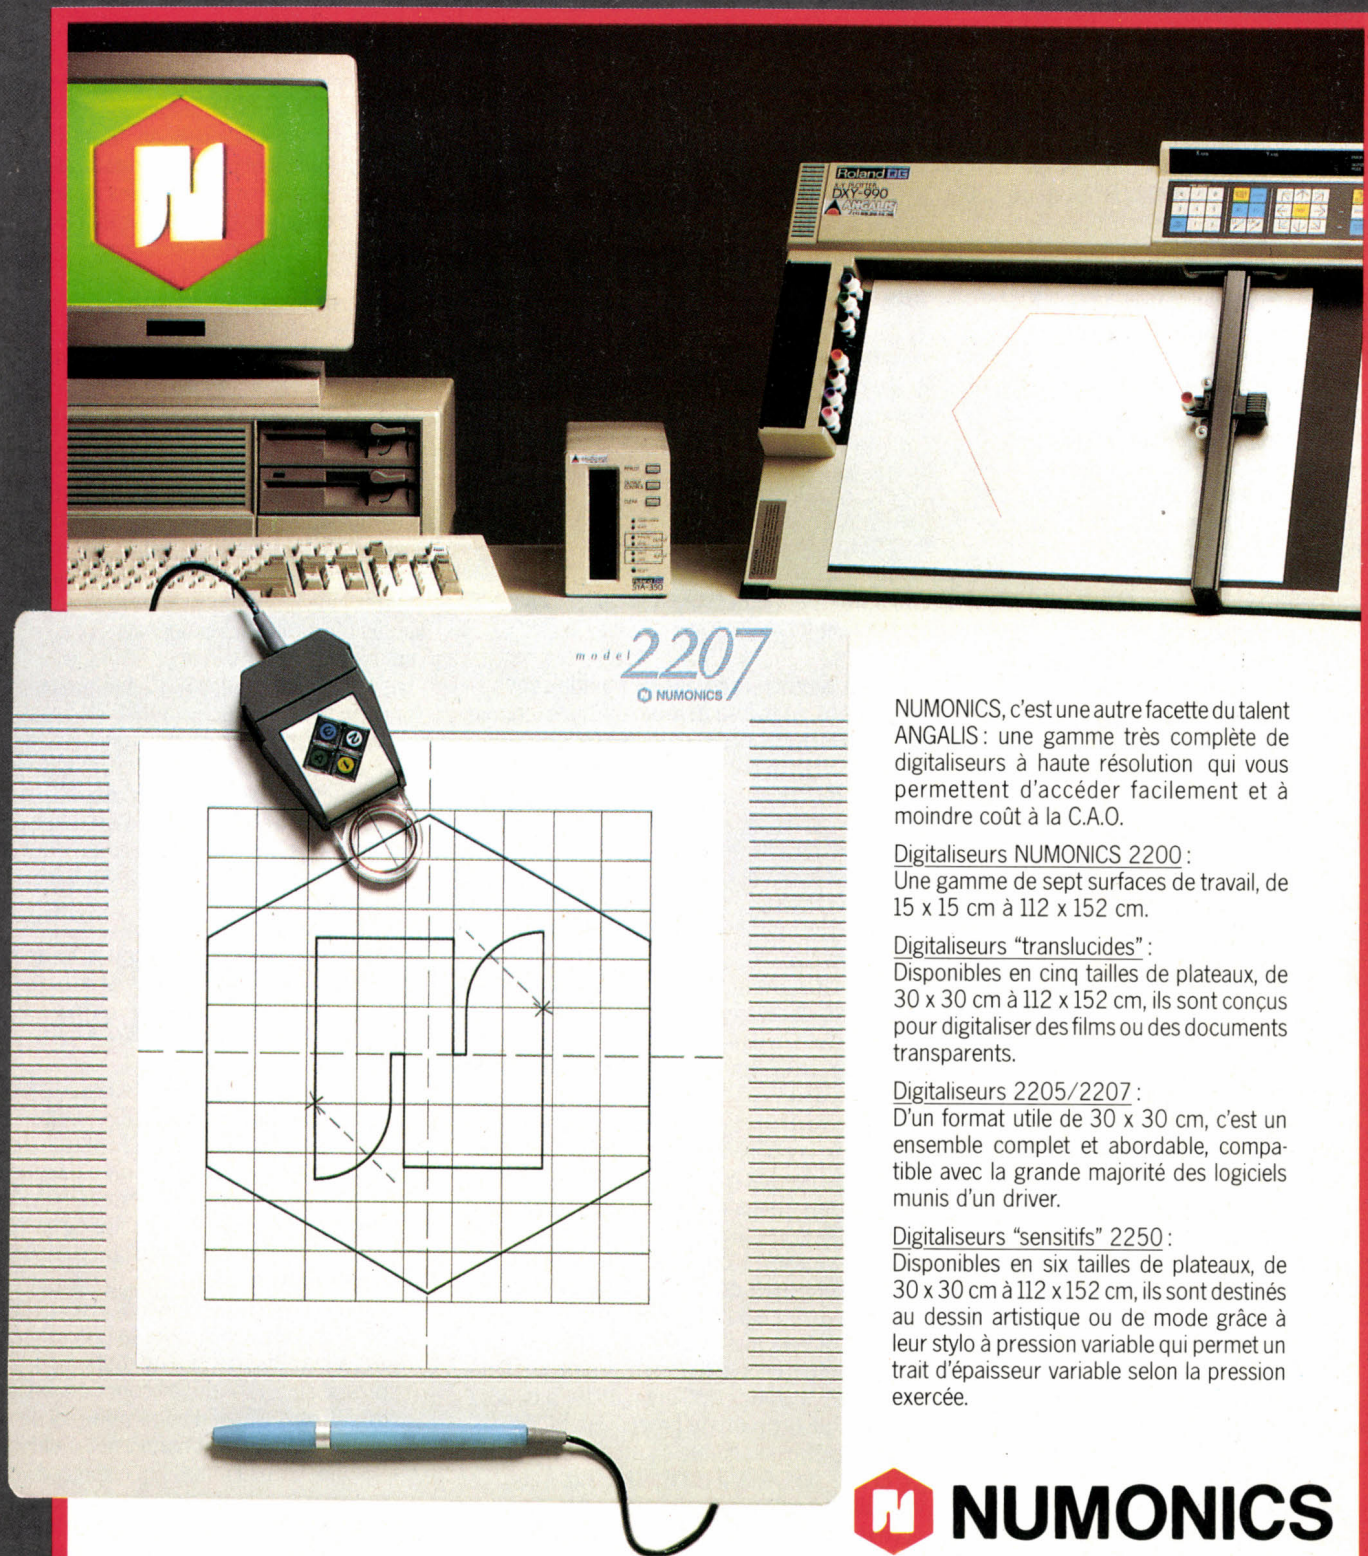 N
Roland DG
X-Y PLOTTER
DXY-990
ANGALIS
REPLOT
CLEAR
Roland DG
STA-350
model 2207
NUMONICS
NUMONICS, c'est une autre facette du talent
ANGALIS : une gamme très complète de
digitaliseurs à haute résolution qui vous
permettent d'accéder facilement et à
moindre coût à la C.A.O.
Digitaliseurs NUMONICS 2200 :
Une gamme de sept surfaces de travail, de
15 x 15 cm à 112 x 152 cm.
Digitaliseurs “translucides” :
Disponibles en cinq tailles de plateaux, de
30 x 30 cm à 112 x 152 cm, ils sont conçus
pour digitaliser des films ou des documents
transparents.
Digitaliseurs 2205/2207 :
D'un format utile de 30 x 30 cm, c'est un
ensemble complet et abordable, compa-
tible avec la grande majorité des logiciels
munis d'un driver.
Digitaliseurs “sensitifs” 2250 :
Disponibles en six tailles de plateaux, de
30 x 30 cm à 112 x 152 cm, ils sont destinés
au dessin artistique ou de mode grâce à
leur stylo à pression variable qui permet un
trait d'épaisseur variable selon la pression
exercée.
N NUMONICS